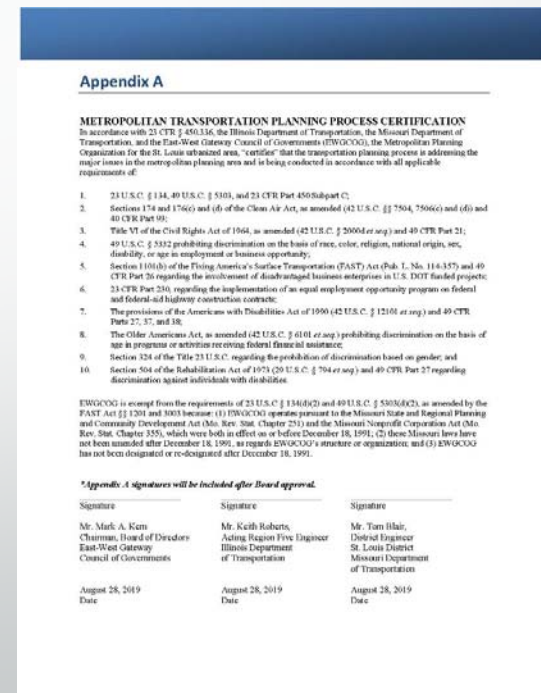 Appendix A
METROPOLITAN TRANSPORTATION PLANNING PROCESS CERTIFICATION
In accordance with 23 CFR § 450.336, the Illinois Department of Transportation, the Missouri Department of
Transportation, and the East-West Gateway Council of Governments (EWGCOG), the Metropolitan Planning
Organization for the St. Louis urbanized area, "certifies" that the transportation planning process is addressing the
major issues in the metropolitan planning area and is being conducted in accordance with all applicable
requirements of:
1. 23 U.S.C. § 134, 49 U.S.C. § 5303, and 23 CFR Part 450 Subpart C;
2. Sections 174 and 176(c) and (d) of the Clean Air Act, as amended (42 U.S.C. §§ 7504, 7506(c) and (d)) and
40 CFR Part 93;
3. Title VI of the Civil Rights Act of 1964, as amended (42 U.S.C. § 2000d et seq.) and 49 CFR Part 21;
4. 49 U.S.C. § 5332 prohibiting discrimination on the basis of race, color, religion, national origin, sex,
disability, or age in employment or business opportunity;
5. Section 1101(b) of the Fixing America's Surface Transportation (FAST) Act (Pub. L. No. 114-357) and 49
CFR Part 26 regarding the involvement of disadvantaged business enterprises in U.S. DOT funded projects;
6. 23 CFR Part 230, regarding the implementation of an equal employment opportunity program on federal
and federal-aid highway construction contracts;
7. The provisions of the Americans with Disabilities Act of 1990 (42 U.S.C. § 12101 et seq.) and 49 CFR
Parts 27, 37, and 38;
8. The Older Americans Act, as amended (42 U.S.C. § 6101 et seq.) prohibiting discrimination on the basis of
age in programs or activities receiving federal financial assistance;
9. Section 324 of the Title 23 U.S.C. regarding the prohibition of discrimination based on gender; and
10. Section 504 of the Rehabilitation Act of 1973 (29 U.S.C. § 794 et seq.) and 49 CFR Part 27 regarding
discrimination against individuals with disabilities.
EWGCOG is exempt from the requirements of 23 U.S.C § 134(d)(2) and 49 U.S.C. § 5303(d)(2), as amended by the
FAST Act §§ 1201 and 3003 because: (1) EWGCOG operates pursuant to the Missouri State and Regional Planning
and Community Development Act (Mo. Rev. Stat. Chapter 251) and the Missouri Nonprofit Corporation Act (Mo.
Rev. Stat. Chapter 355), which were both in effect on or before December 18, 1991; (2) these Missouri laws have
not been amended after December 18, 1991, as regards EWGCOG's structure or organization; and (3) EWGCOG
has not been designated or re-designated after December 18, 1991.
*Appendix A signatures will be included after Board approval.
Signature
Mr. Mark A. Kern
Chairman, Board of Directors
East-West Gateway
Council of Governments
August 28, 2019
Date
Signature
Mr. Keith Roberts,
Acting Region Five Engineer
Illinois Department
of Transportation
August 28, 2019
Date
Signature
Mr. Tom Blair,
District Engineer
St. Louis District
Missouri Department
of Transportation
August 28, 2019
Date